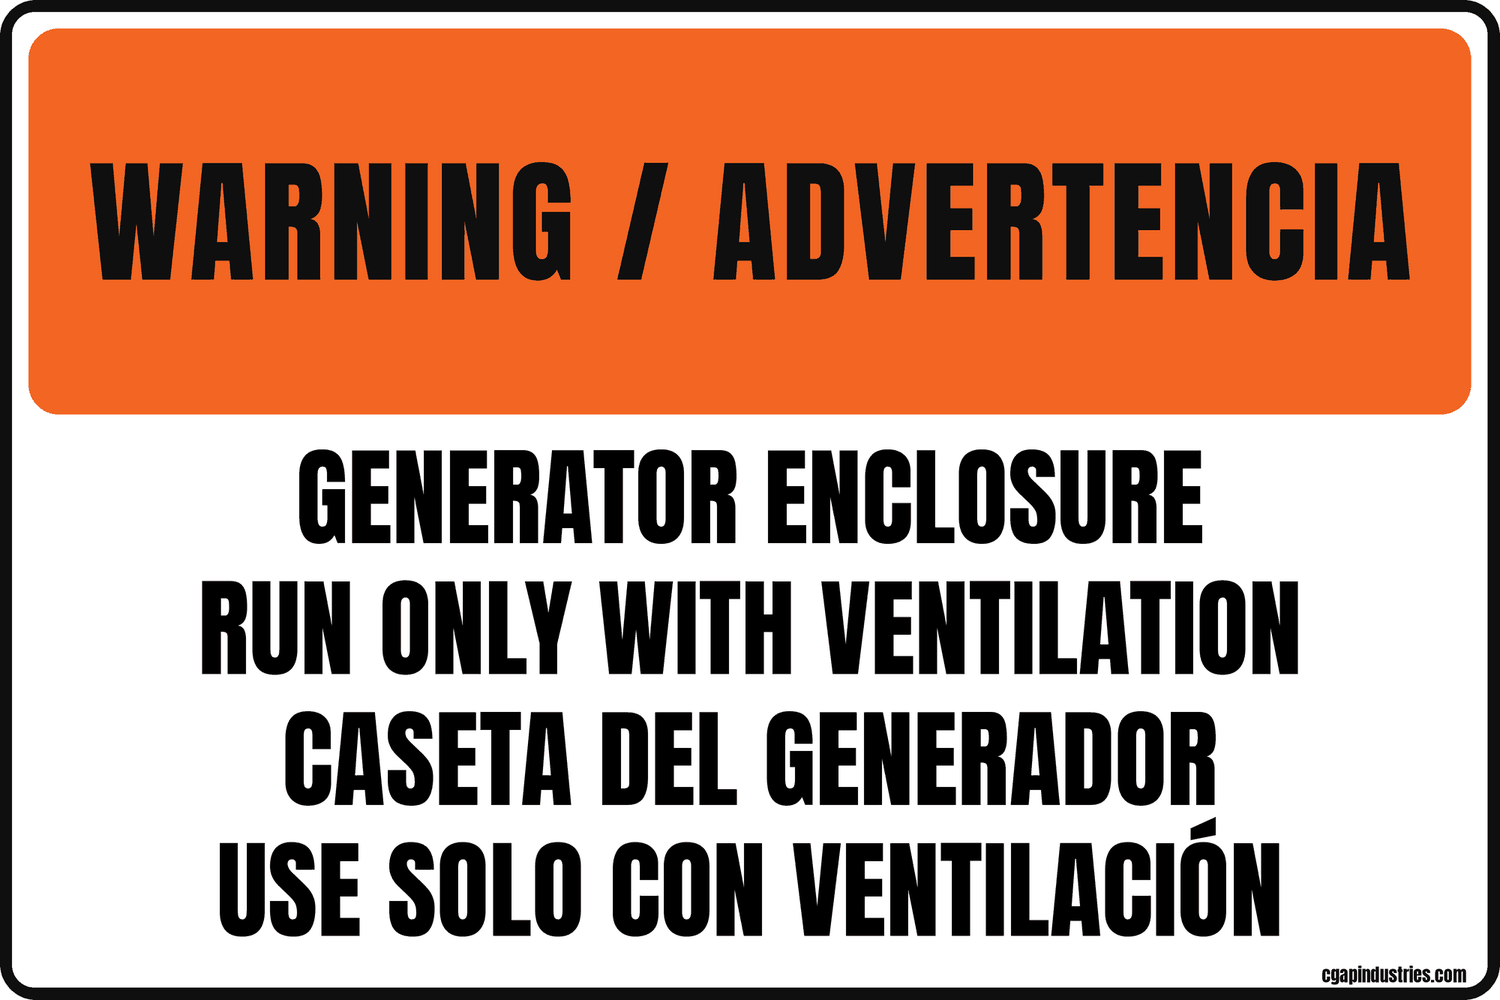 WARNING / ADVERTENCIA
GENERATOR ENCLOSURE
RUN ONLY WITH VENTILATION
CASETA DEL GENERADOR
USE SOLO CON VENTILACIÓN
cgapindustries.com